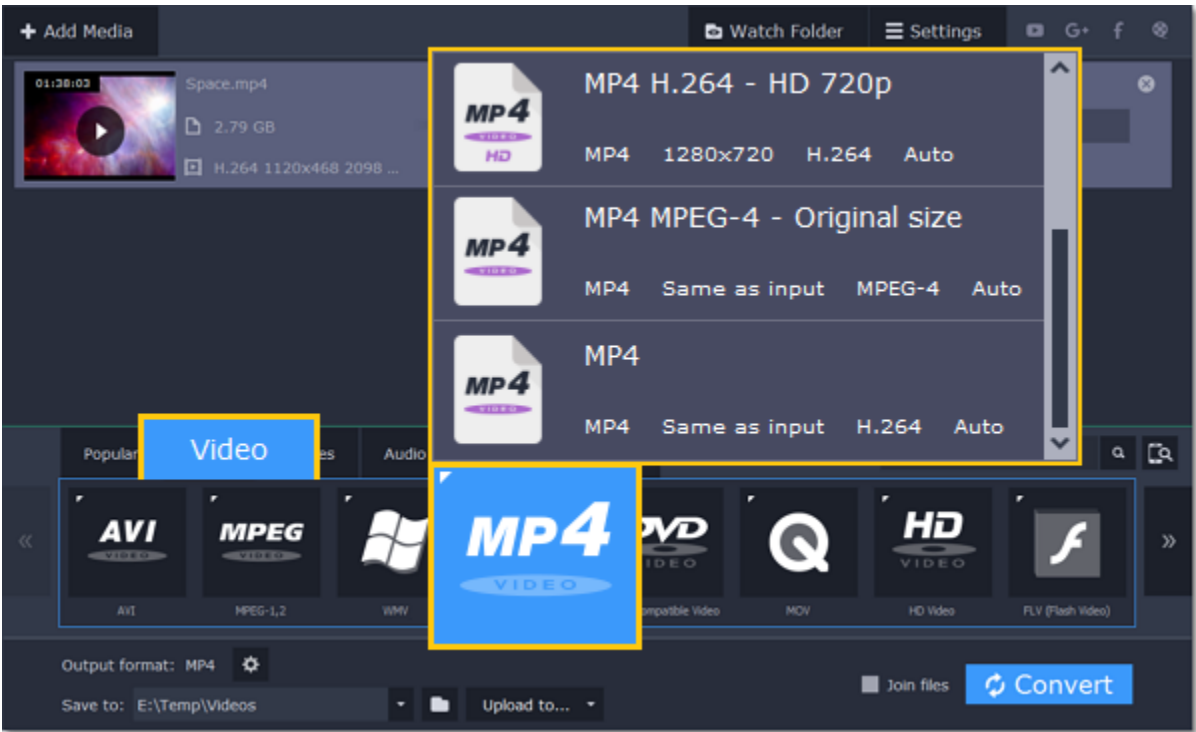 Add Media
Watch Folder
Settings
G+
f
01:38:03
Space.mp4
2.79 GB
H.264 1120x468 2098 ...
MP4
VIDEO
HD
MP4 H.264 - HD 720p
MP4 1280x720 H.264 Auto
MP4
VIDEO
MP4 MPEG-4 - Original size
MP4 Same as input MPEG-4 Auto
MP4
VIDEO
MP4
MP4 Same as input H.264 Auto
Popular
Video
es
Audio
AVI
VIDEO
AVI
MPEG
VIDEO
MPEG-1,2
WMV
MP4
VIDEO
DVD
VIDEO
ompatible Video
MOV
HD
VIDEO
HD Video
f
FLV (Flash Video)
Output format: MP4
Save to: E:\Temp\Videos
Upload to...
Join files
Convert